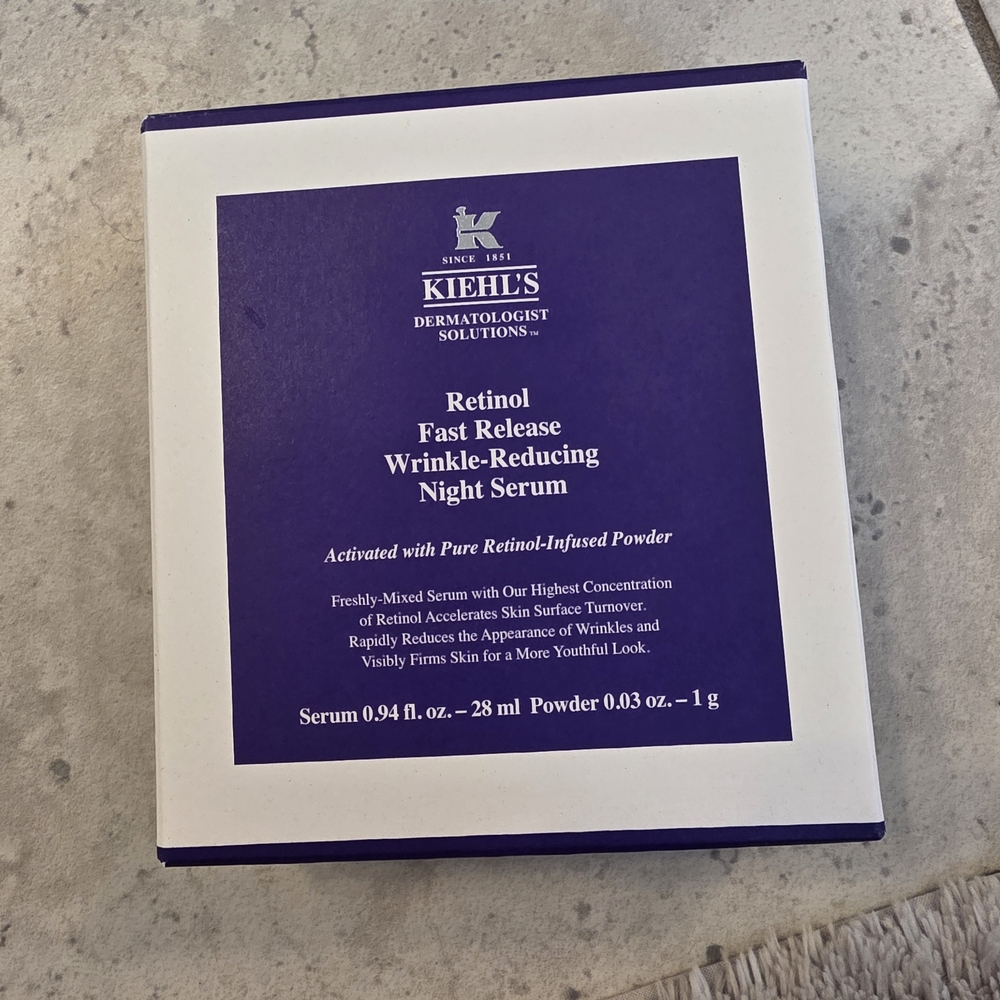 K
SINCE 1851
KIEHL'S
DERMATOLOGIST
SOLUTIONS™
Retinol
Fast Release
Wrinkle-Reducing
Night Serum
Activated with Pure Retinol-Infused Powder
Freshly-Mixed Serum with Our Highest Concentration
of Retinol Accelerates Skin Surface Turnover.
Rapidly Reduces the Appearance of Wrinkles and
Visibly Firms Skin for a More Youthful Look.
Serum 0.94 fl. oz. – 28 ml Powder 0.03 oz. – 1 g